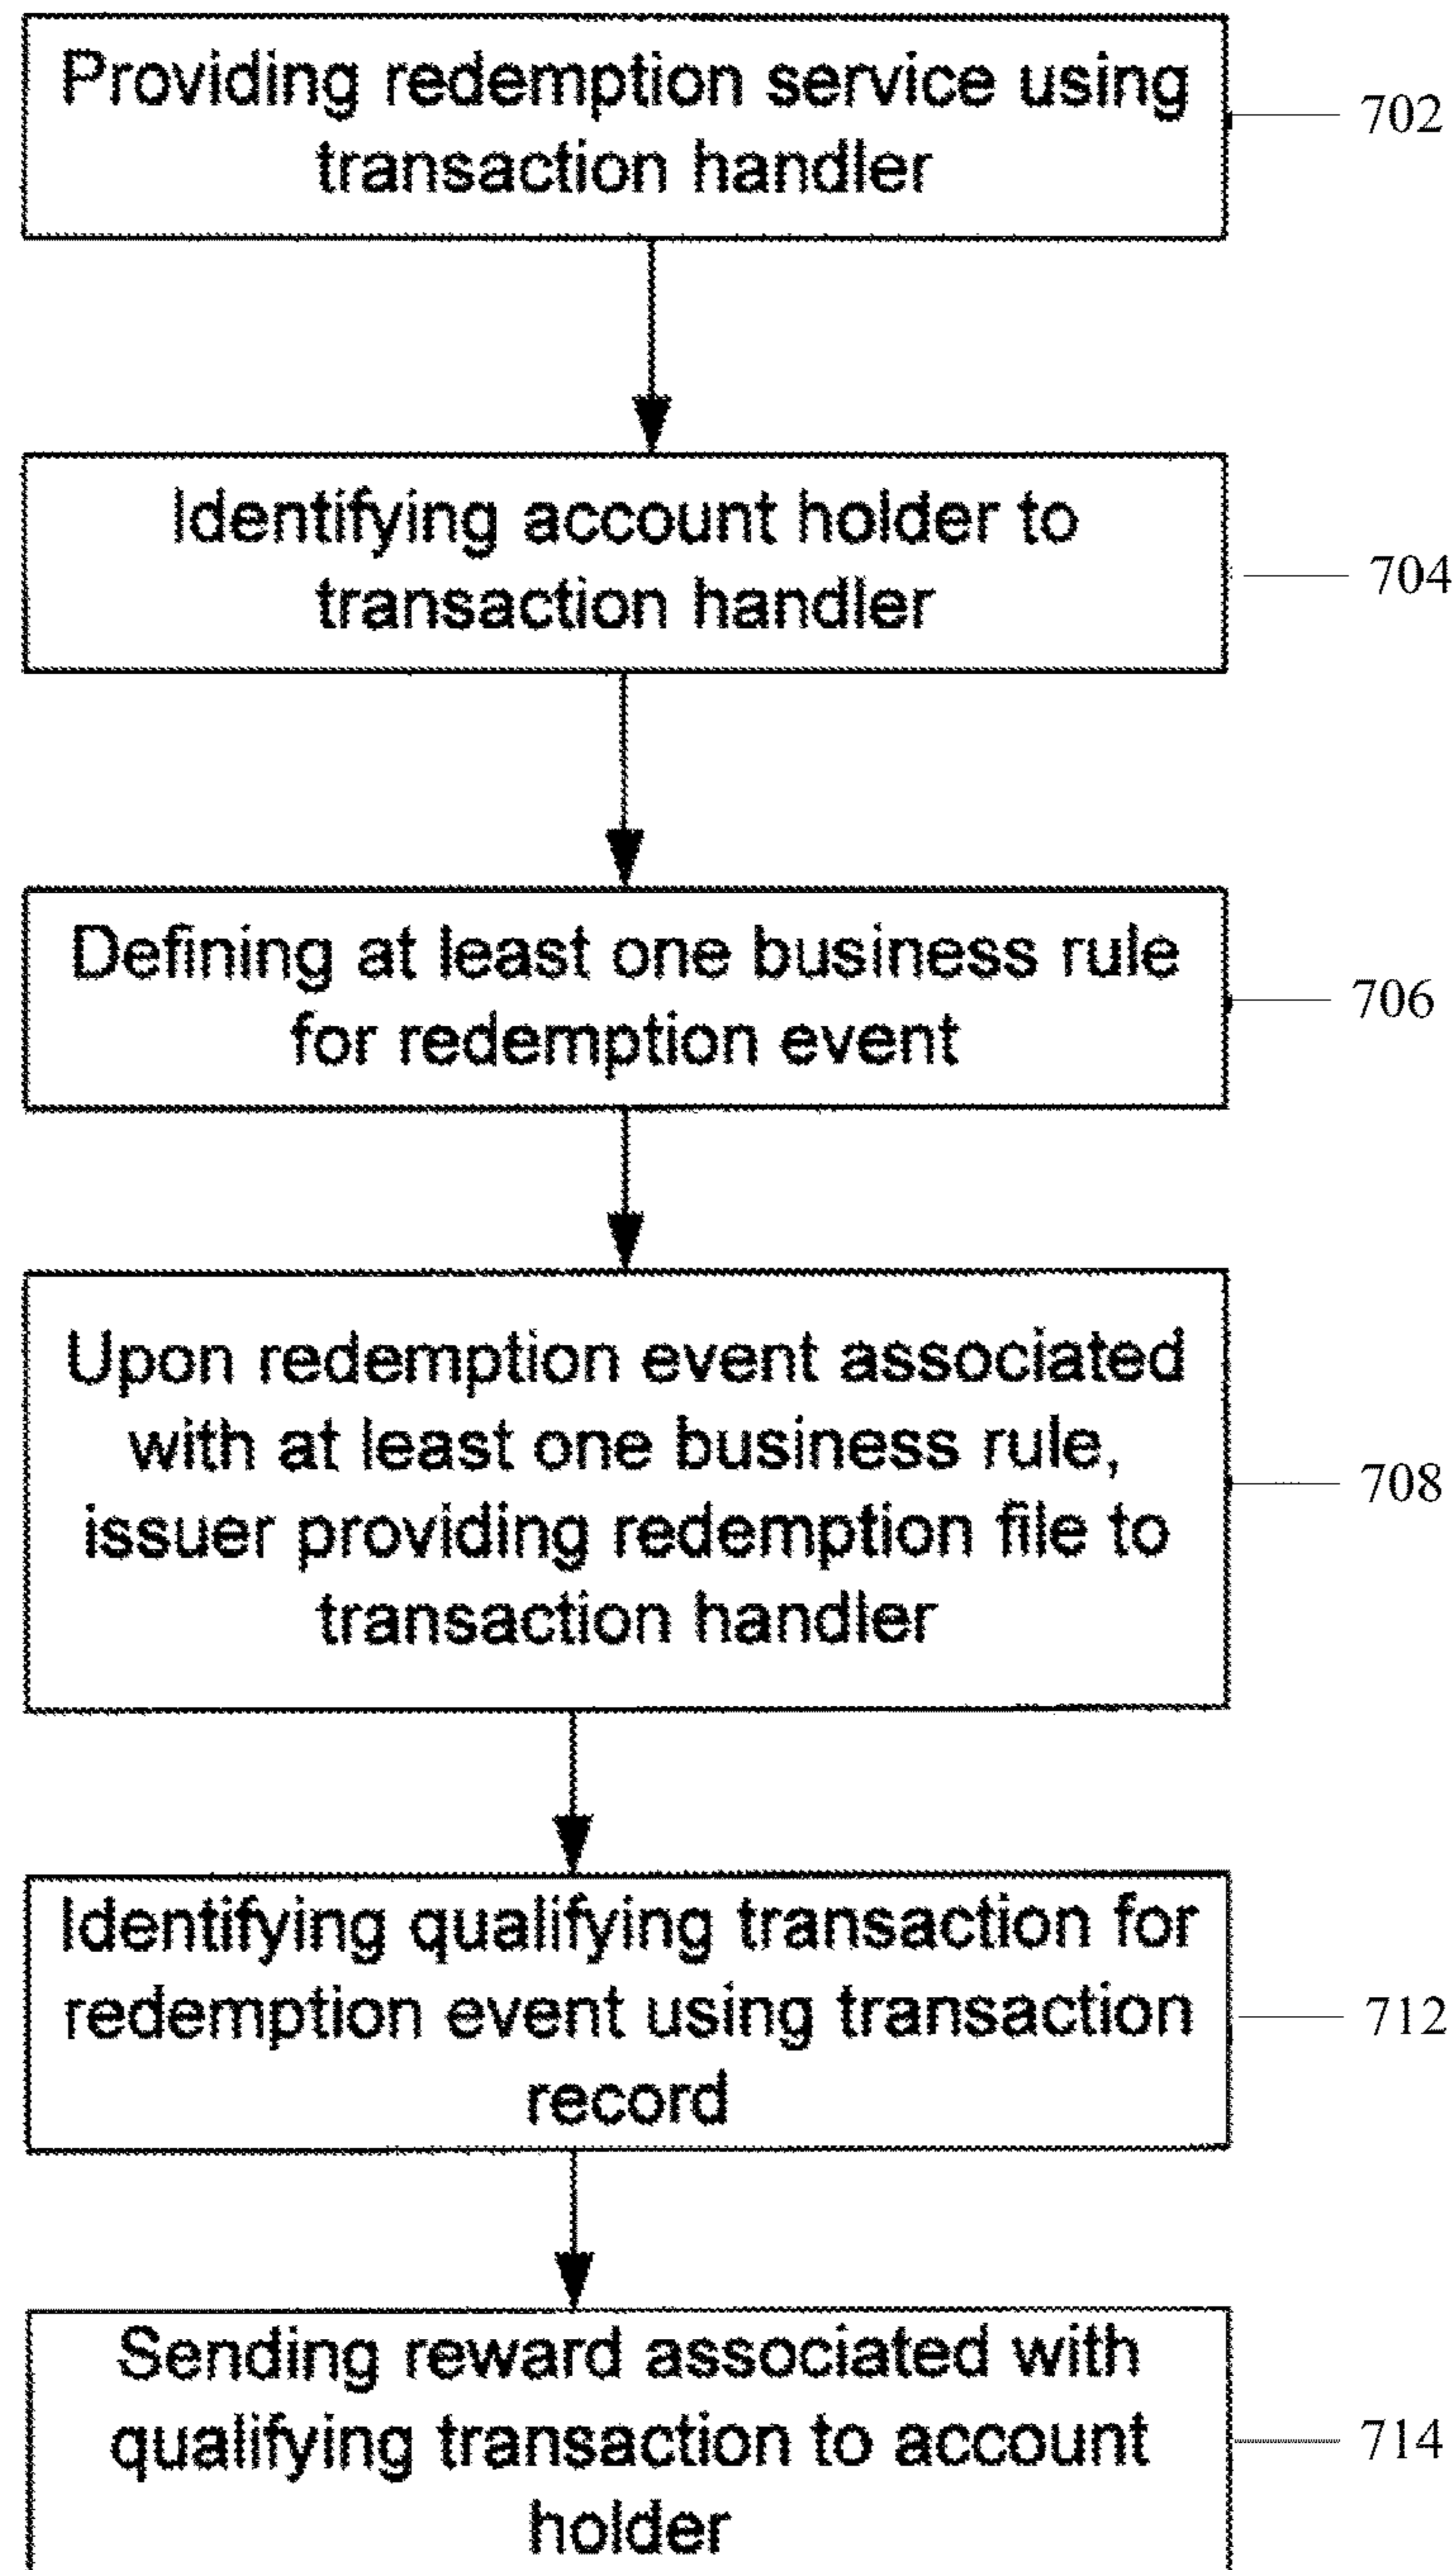 Providing redemption service using
transaction handler
702
Identifying account holder to
transaction handler
704
Defining at least one business rule
for redemption event
706
Upon redemption event associated
with at least one business rule,
issuer providing redemption file to
transaction handler
708
Identifying qualifying transaction for
redemption event using transaction
record
712
Sending reward associated with
qualifying transaction to account
holder
714